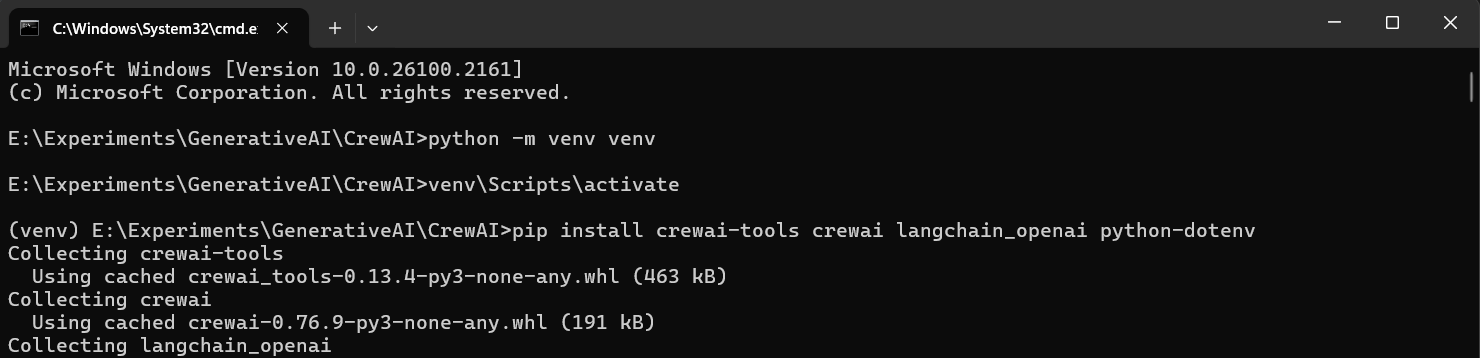 C:\Windows\System32\cmd.e
Microsoft Windows [Version 10.0.26100.2161]
(c) Microsoft Corporation. All rights reserved.
E:\Experiments\GenerativeAI\CrewAI>python -m venv venv
E:\Experiments\GenerativeAI\CrewAI>venv\Scripts\activate
(venv) E:\Experiments\GenerativeAI\CrewAI>pip install crewai-tools crewai langchain_openai python-dotenv
Collecting crewai-tools
  Using cached crewai_tools-0.13.4-py3-none-any.whl (463 kB)
Collecting crewai
  Using cached crewai-0.76.9-py3-none-any.whl (191 kB)
Collecting langchain_openai